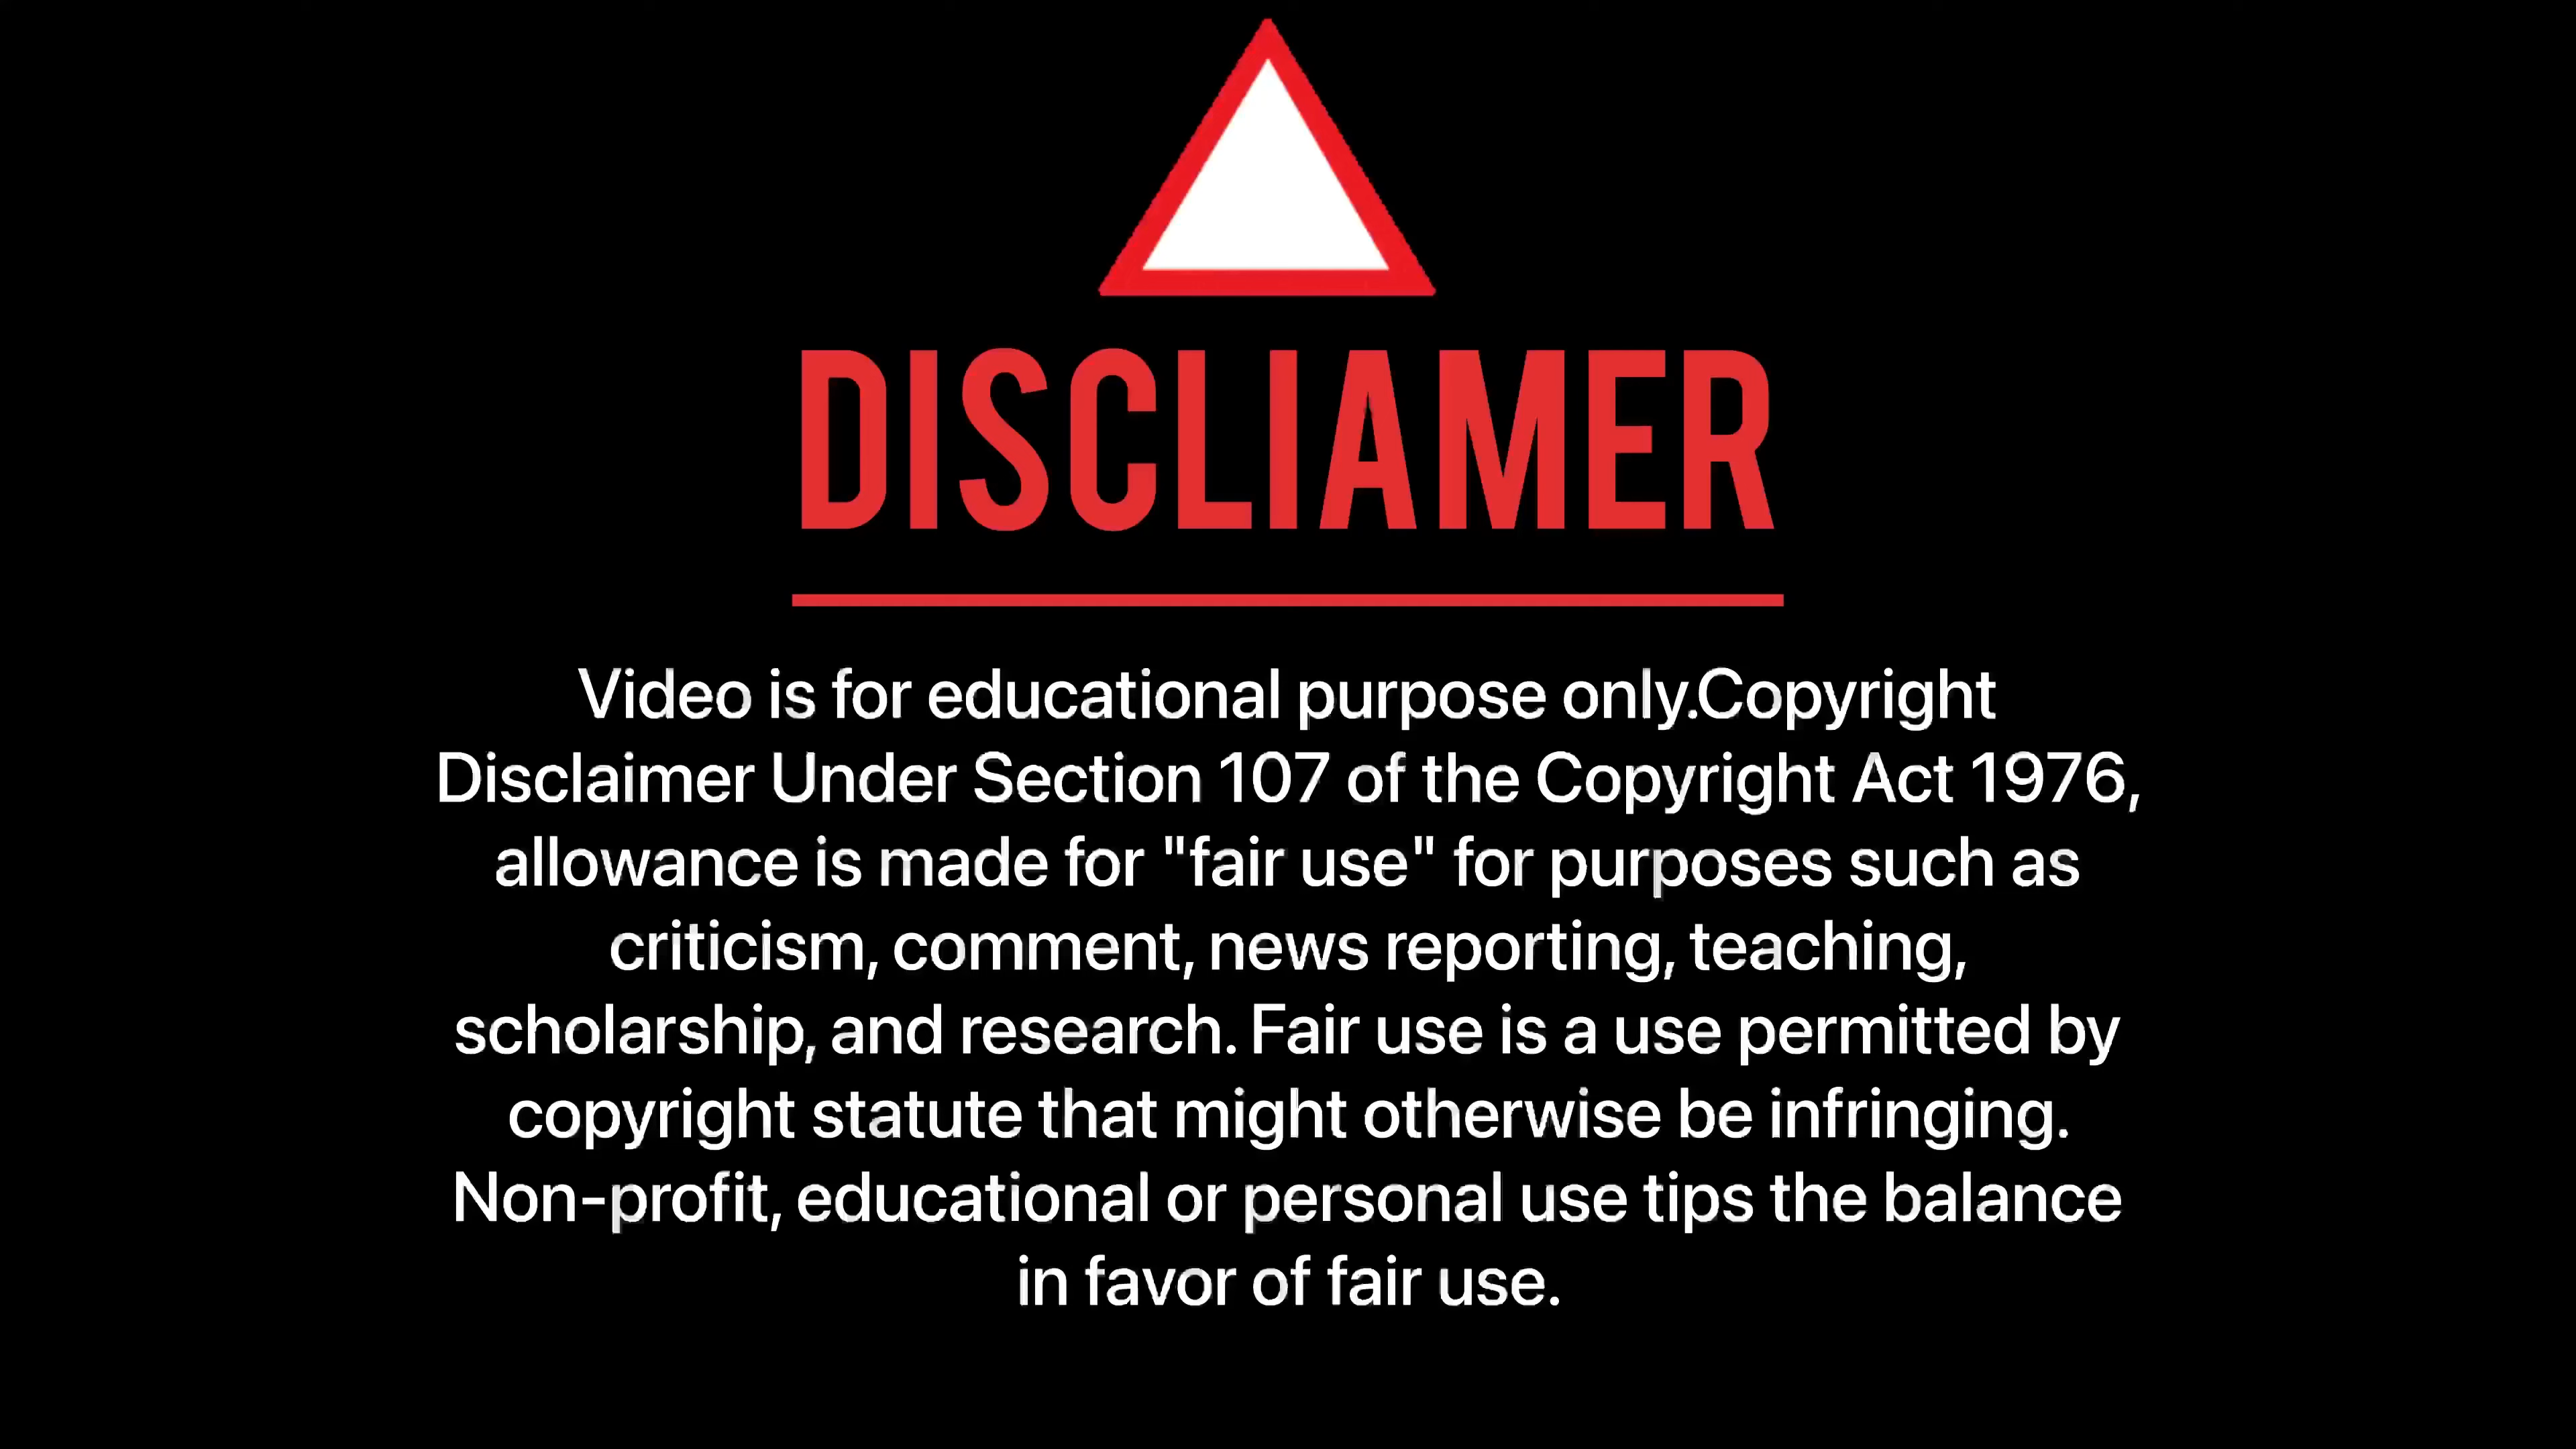 DISCLIAMER
Video is for educational purpose only.Copyright
Disclaimer Under Section 107 of the Copyright Act 1976,
allowance is made for "fair use" for purposes such as
criticism, comment, news reporting, teaching,
scholarship, and research. Fair use is a use permitted by
copyright statute that might otherwise be infringing.
Non-profit, educational or personal use tips the balance
in favor of fair use.